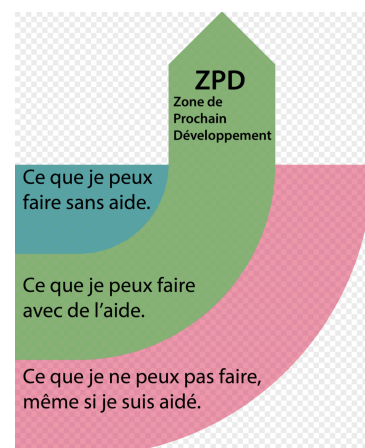 ZPD
Zone de
Prochain
Développement
Ce que je peux
faire sans aide.
Ce que je peux faire
avec de l'aide.
Ce que je ne peux pas faire,
même si je suis aidé.